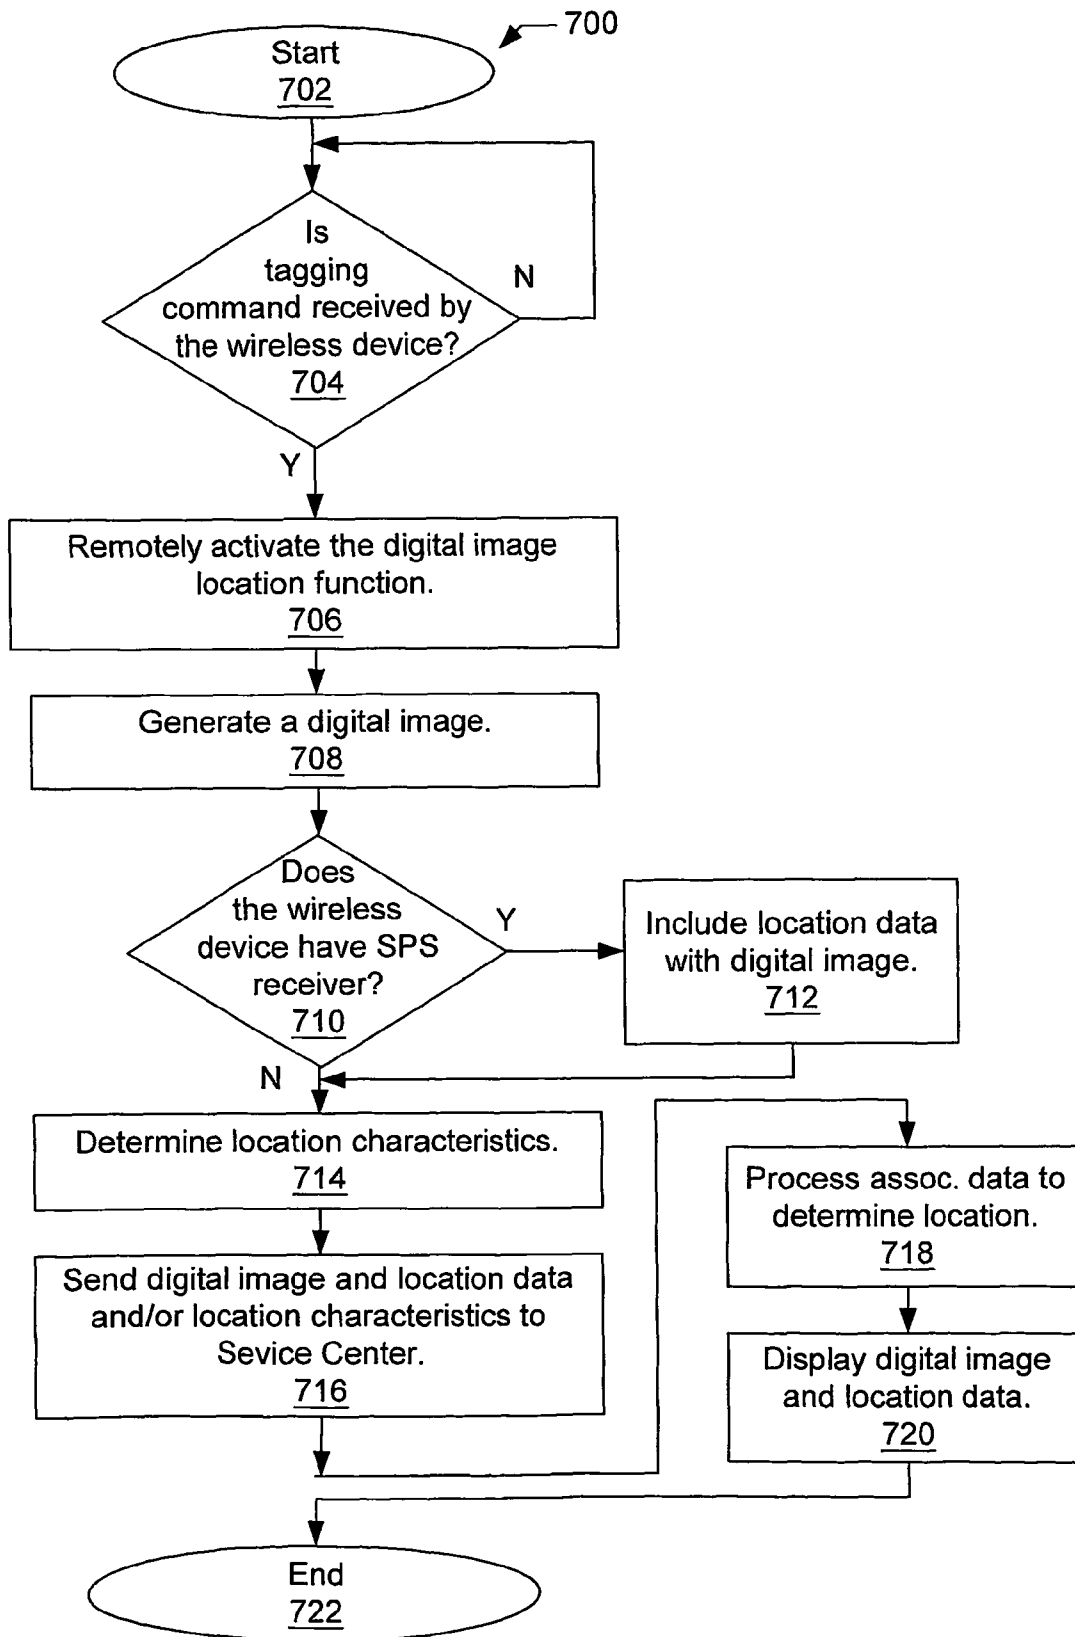 700
Start
702
Is
tagging
command received by
the wireless device?
704
N
Y
Remotely activate the digital image
location function.
706
Generate a digital image.
708
Does
the wireless
device have SPS
receiver?
710
Y
N
Include location data
with digital image.
712
Determine location characteristics.
714
Send digital image and location data
and/or location characteristics to
Sevice Center.
716
Process assoc. data to
determine location.
718
Display digital image
and location data.
720
End
722